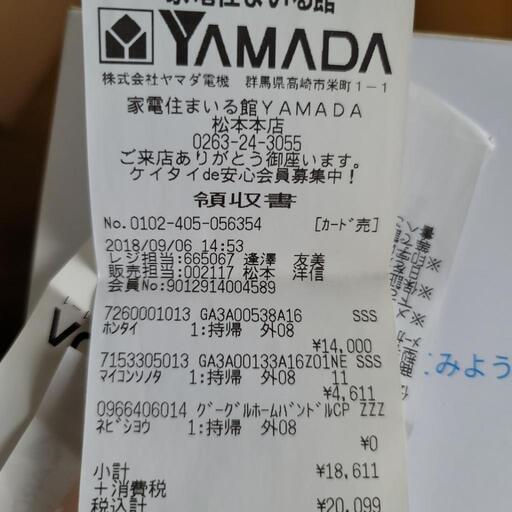 家電住まいる館
YAMADA
株式会社ヤマダ電機 群馬県高崎市栄町1-1
家電住まいる館YAMADA
松本本店
0263-24-3055
ご来店ありがとう御座います。
ケイタイde安心会員募集中!
領収書
No.0102-405-056354 [カード売]
2018/09/06 14:53
レジ担当:665067 逢澤 友美
販売担当:002117 松本 洋信
会員No:9012914004589
7260001013 GA3A00538A16 SSS
ホンタイ 1:持帰 外08
¥14,000
7153305013 GA3A00133A16Z01NE SSS
マイコンソノタ 1:持帰 外08 11
¥4,611
0966406014 グーグルホームバンドルCP ZZZ
ネビショウ 1:持帰 外08
¥0
小計 ¥18,611
+消費税
税込計 ¥20,099
みよう